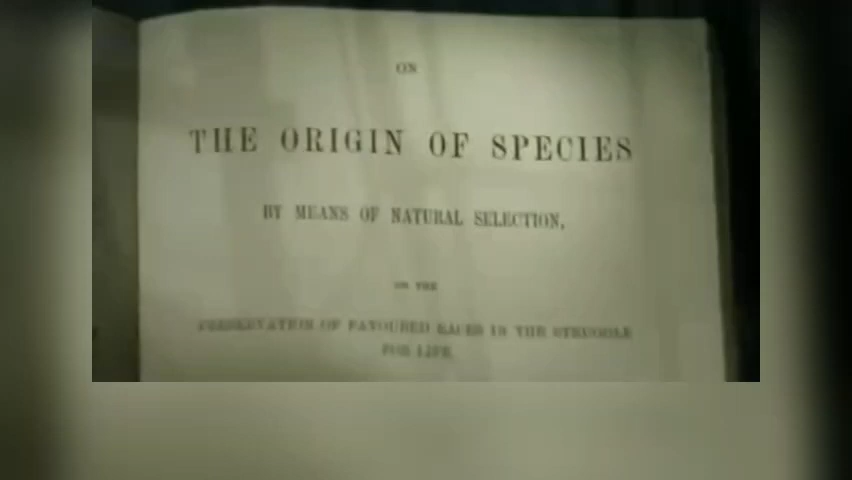 ON
THE ORIGIN OF SPECIES
BY MEANS OF NATURAL SELECTION,
OR THE
PRESERVATION OF FAVOURED RACES IN THE STRUGGLE
FOR LIFE